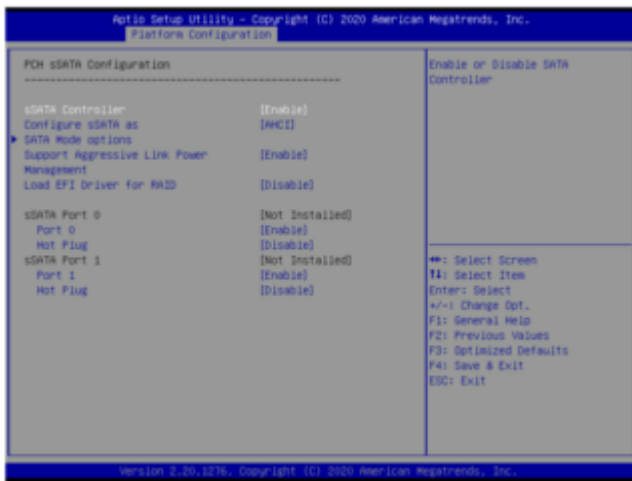 Aptio Setup Utility – Copyright (C) 2020 American Megatrends, Inc.
Platform Configuration
PCH sSATA Configuration
--------------------------------------------------
sSATA Controller [Enable]
Configure sSATA as [AHCI]
SATA Mode options
Support Aggressive Link Power [Enable]
Management
Load EFI Driver for RAID [Disable]
sSATA Port 0 [Not Installed]
Port 0 [Enable]
Hot Plug [Disable]
sSATA Port 1 [Not Installed]
Port 1 [Enable]
Hot Plug [Disable]
Enable or Disable SATA
Controller
→←: Select Screen
↑↓: Select Item
Enter: Select
+/-: Change Opt.
F1: General Help
F2: Previous Values
F3: Optimized Defaults
F4: Save & Exit
ESC: Exit
Version 2.20.1276. Copyright (C) 2020 American Megatrends, Inc.